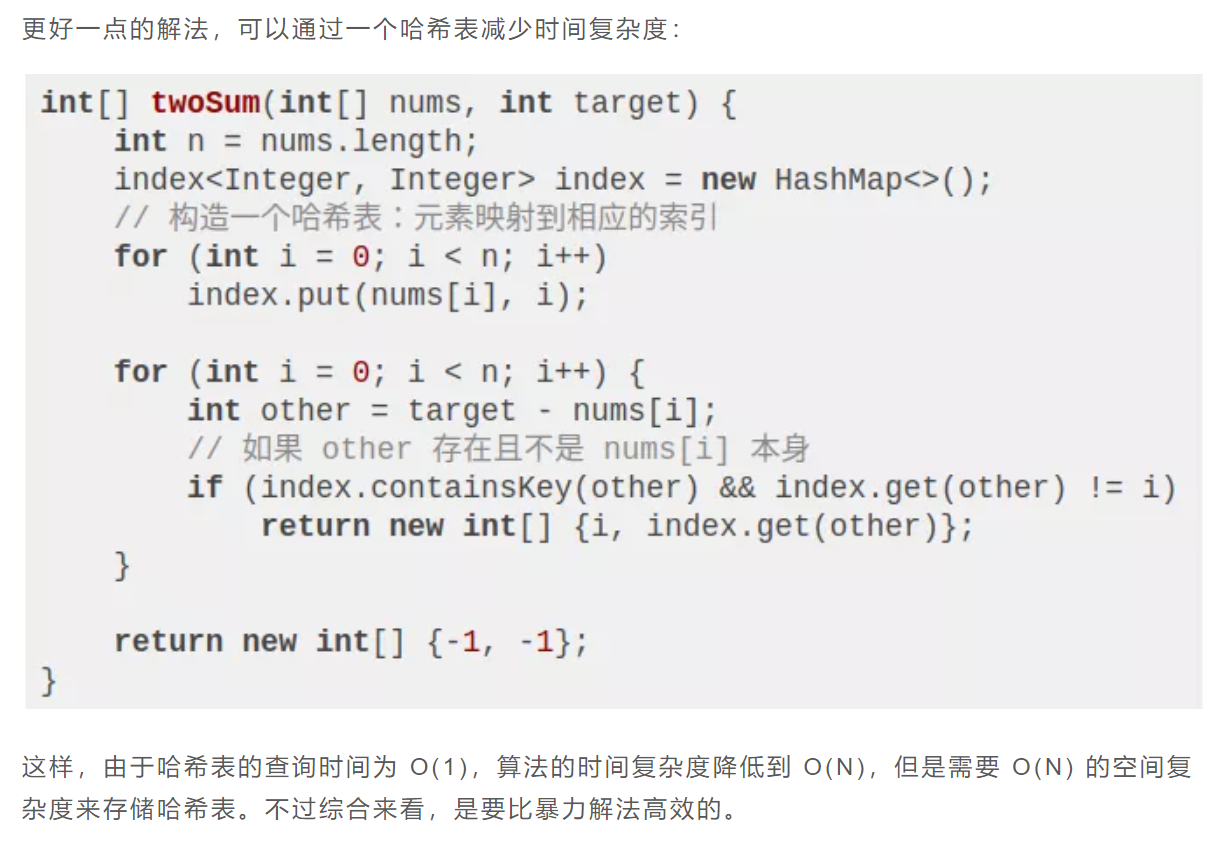 更好一点的解法，可以通过一个哈希表减少时间复杂度：
int[] twoSum(int[] nums, int target) {
    int n = nums.length;
    index<Integer, Integer> index = new HashMap<>();
    // 构造一个哈希表：元素映射到相应的索引
    for (int i = 0; i < n; i++)
        index.put(nums[i], i);
    for (int i = 0; i < n; i++) {
        int other = target - nums[i];
        // 如果 other 存在且不是 nums[i] 本身
        if (index.containsKey(other) && index.get(other) != i)
            return new int[] {i, index.get(other)};
    }
    return new int[] {-1, -1};
}
这样，由于哈希表的查询时间为 O(1)，算法的时间复杂度降低到 O(N)，但是需要 O(N) 的空间复
杂度来存储哈希表。不过综合来看，是要比暴力解法高效的。